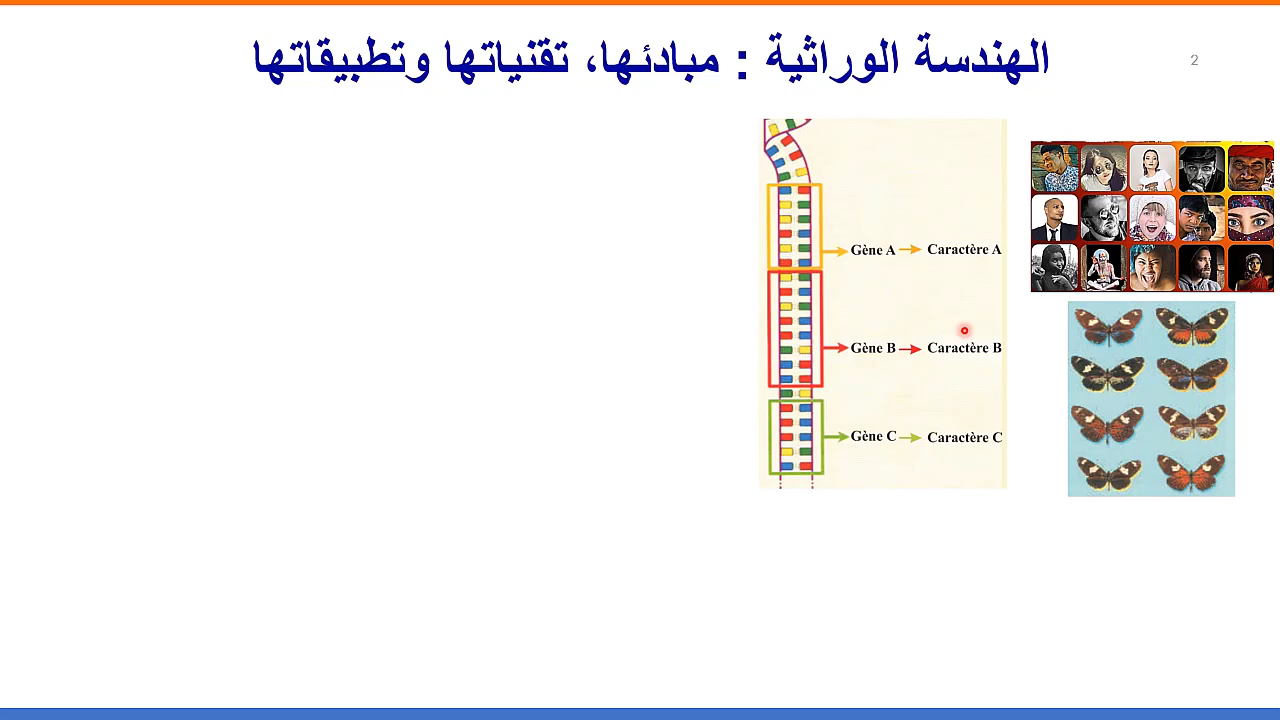 الهندسة الوراثية : مبادئها، تقنياتها وتطبيقاتها
2
Gène A → Caractère A
Gène B → Caractère B
Gène C → Caractère C